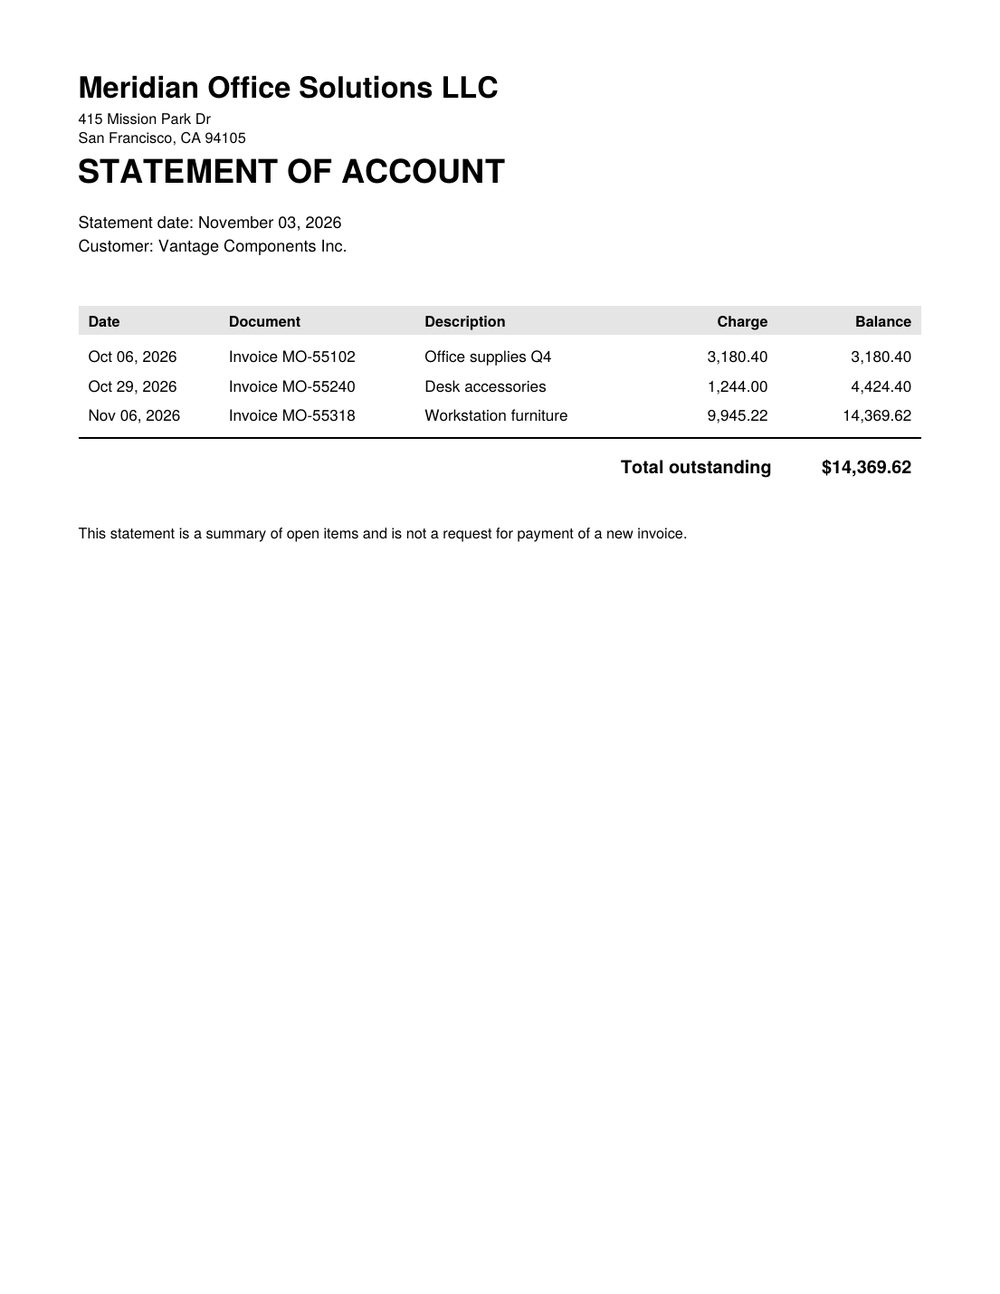 Meridian Office Solutions LLC
415 Mission Park Dr
San Francisco, CA 94105
STATEMENT OF ACCOUNT
Statement date: November 03, 2026
Customer: Vantage Components Inc.
Date Document Description Charge Balance
Oct 06, 2026 Invoice MO-55102 Office supplies Q4 3,180.40 3,180.40
Oct 29, 2026 Invoice MO-55240 Desk accessories 1,244.00 4,424.40
Nov 06, 2026 Invoice MO-55318 Workstation furniture 9,945.22 14,369.62
Total outstanding $14,369.62
This statement is a summary of open items and is not a request for payment of a new invoice.